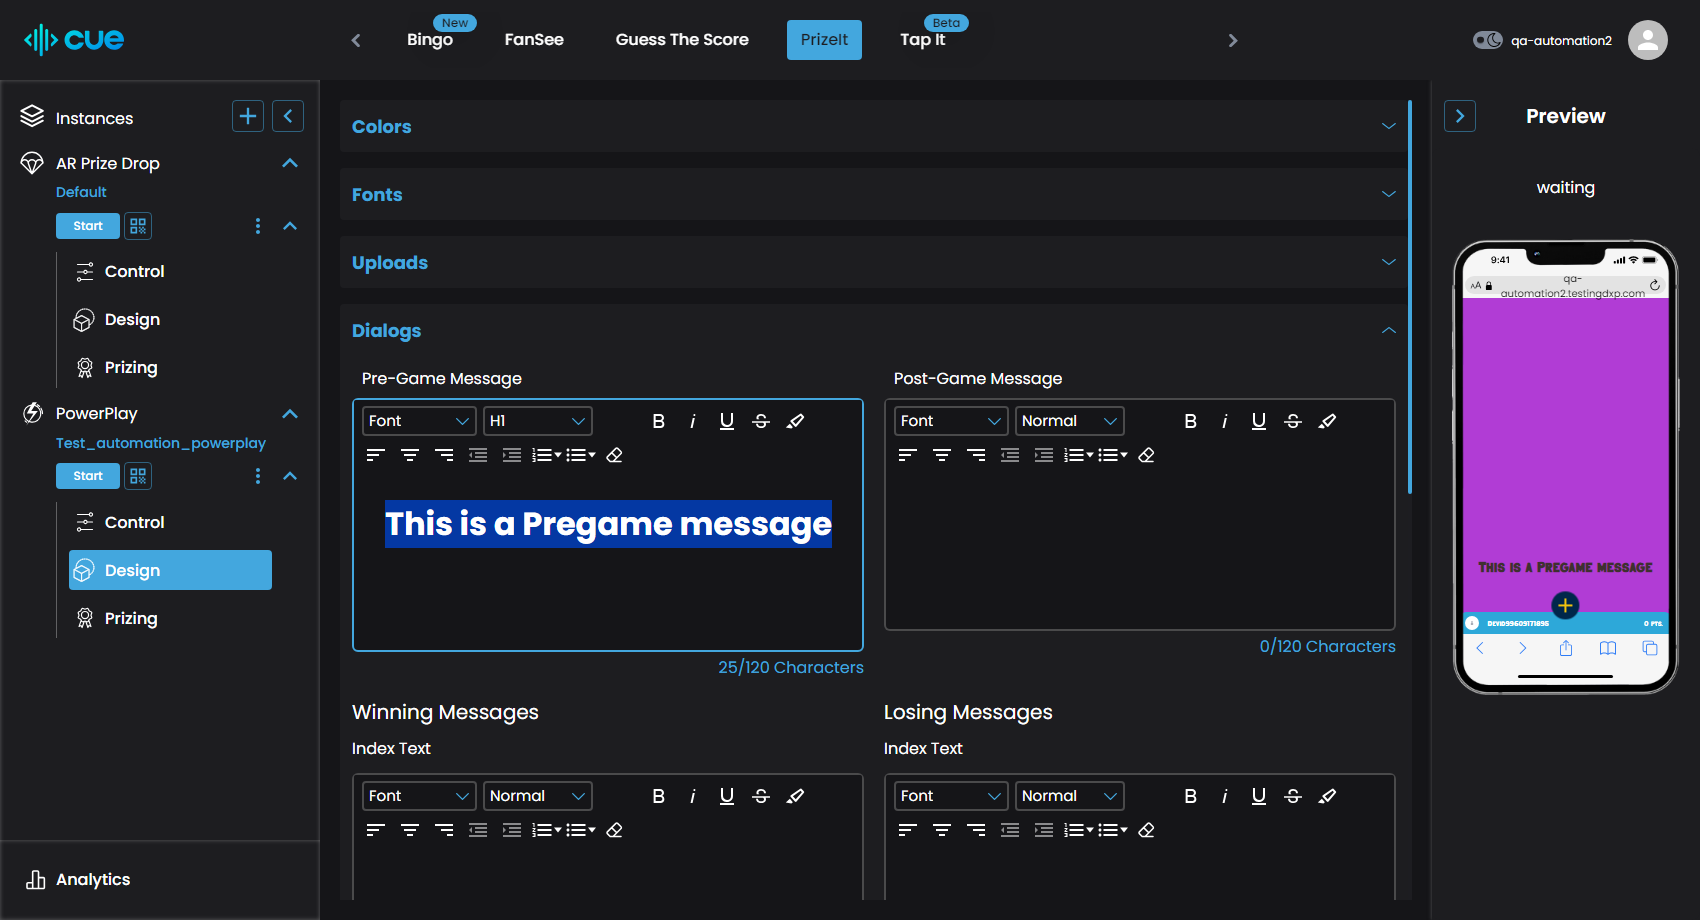 cue
Bingo
New
FanSee
Guess The Score
PrizeIt
Tap It
Beta
qa-automation2
Instances
AR Prize Drop
Default
Start
Control
Design
Prizing
PowerPlay
Test_automation_powerplay
Start
Control
Design
Prizing
Analytics
Colors
Fonts
Uploads
Dialogs
Pre-Game Message
Font
H1
B i U S
This is a Pregame message
25/120 Characters
Post-Game Message
Font
Normal
B i U S
0/120 Characters
Winning Messages
Index Text
Font
Normal
B i U S
Losing Messages
Index Text
Font
Normal
B i U S
Preview
waiting
9:41
AA
qa-
automation2.testingdxp.com
This is a Pregame message
0 PTS.